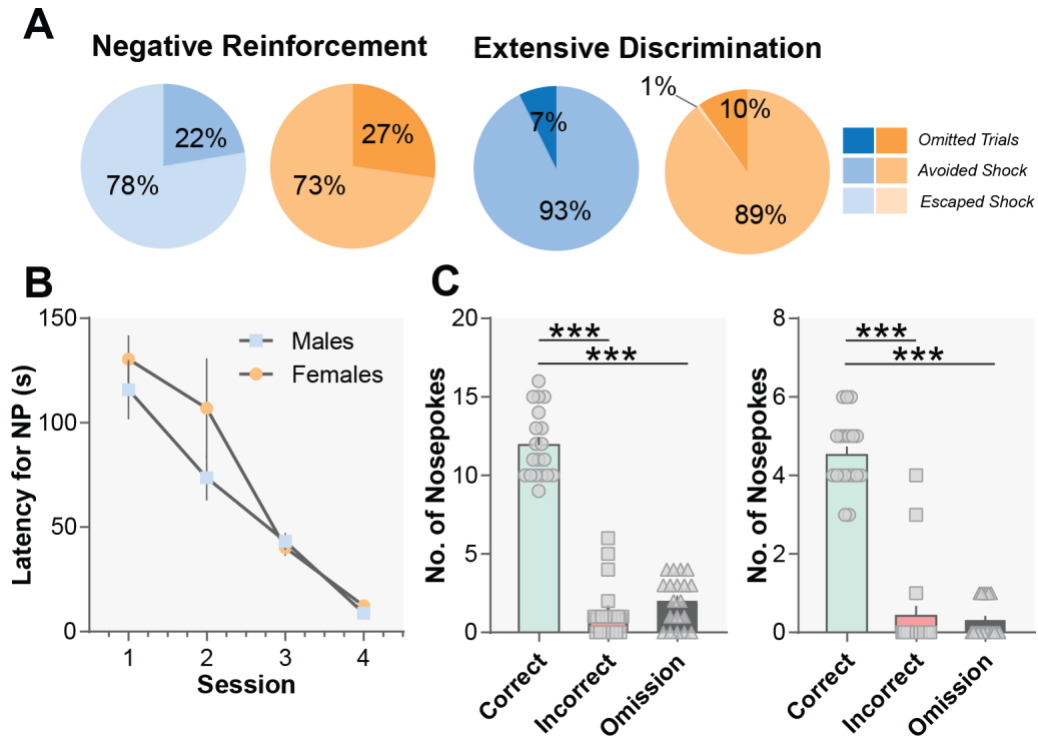 A
Negative Reinforcement
Extensive Discrimination
22%
78%
27%
73%
7%
93%
1%
10%
89%
Omitted Trials
Avoided Shock
Escaped Shock
B
Latency for NP (s)
150
100
50
0
Males
Females
1 2 3 4
Session
C
No. of Nosepokes
20
15
10
5
0
***
***
Correct
Incorrect
Omission
No. of Nosepokes
8
6
4
2
0
***
***
Correct
Incorrect
Omission